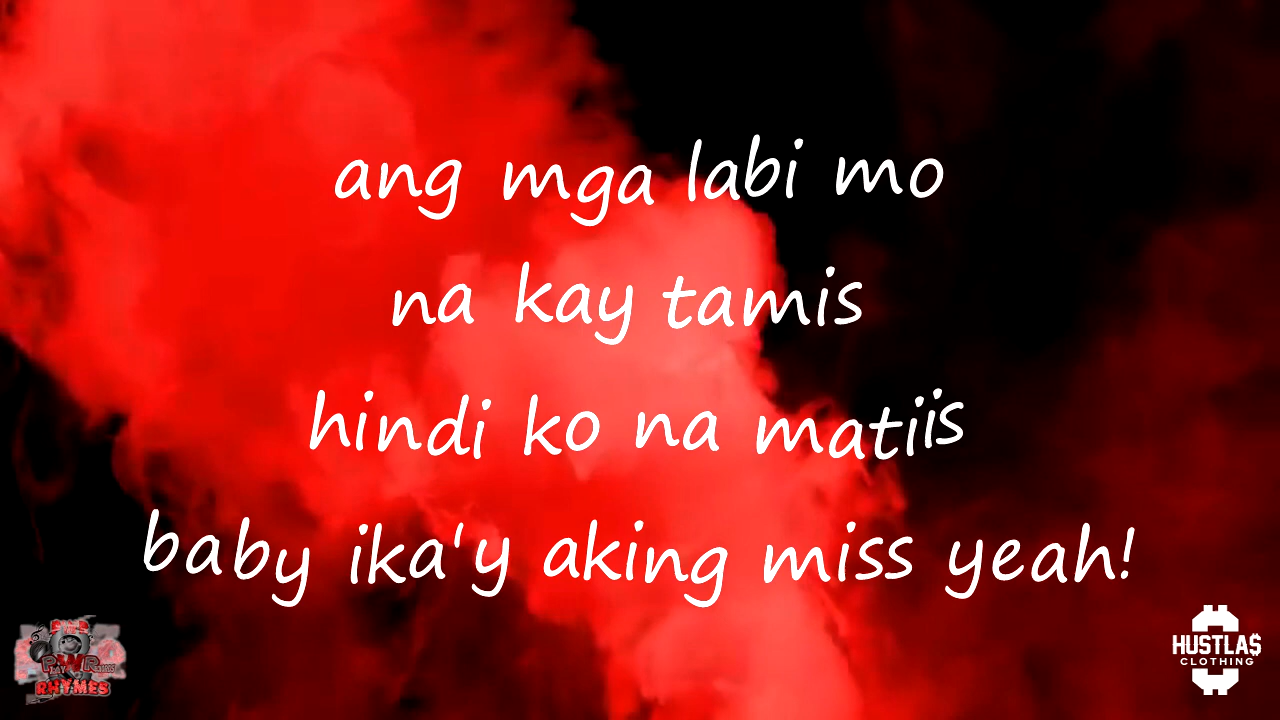 ang mga labi mo
na kay tamis
hindi ko na matiis
baby ika'y aking miss yeah!
RHYMES
HUSTLA$
CLOTHING